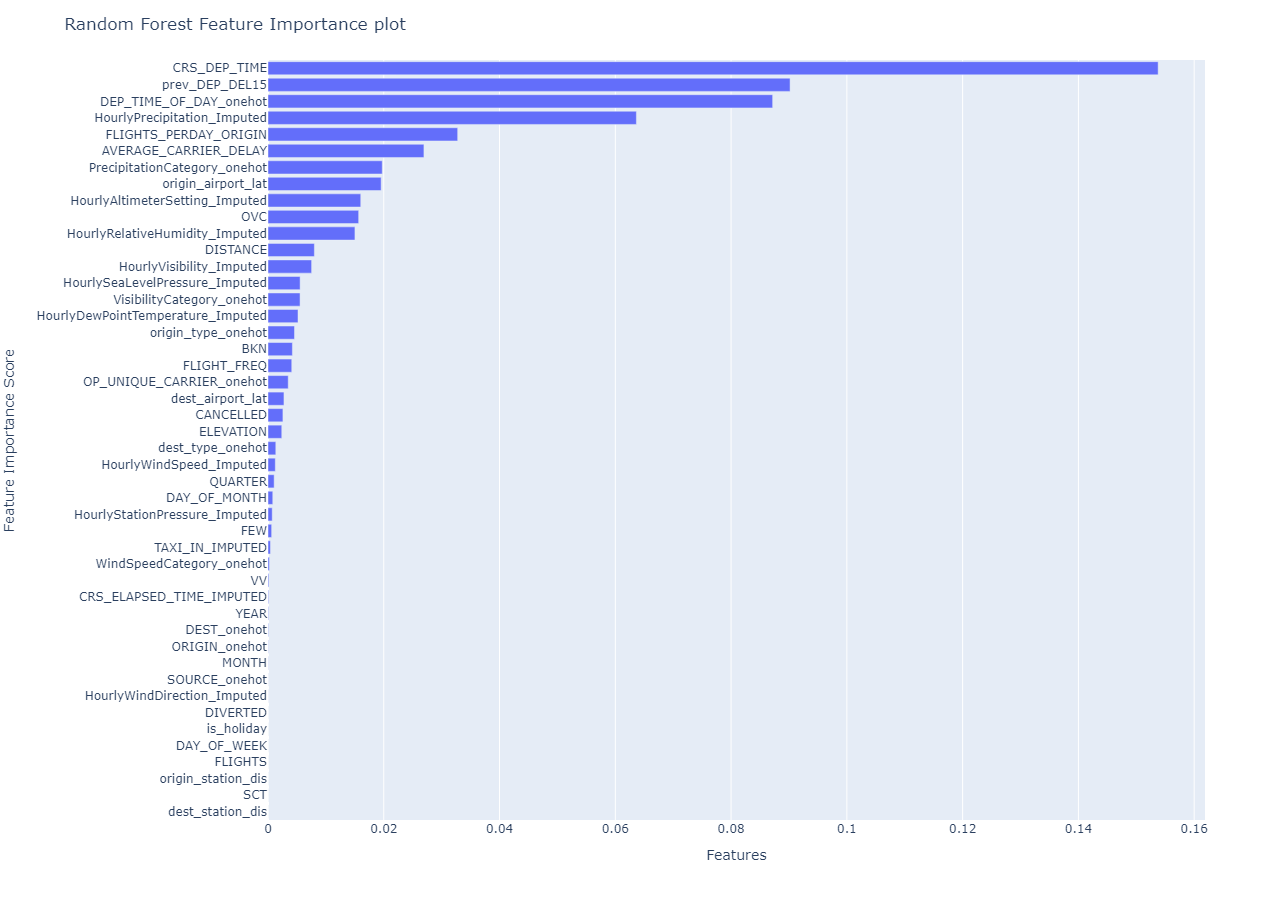 Random Forest Feature Importance plot
CRS_DEP_TIME
prev_DEP_DEL15
DEP_TIME_OF_DAY_onehot
HourlyPrecipitation_Imputed
FLIGHTS_PERDAY_ORIGIN
AVERAGE_CARRIER_DELAY
PrecipitationCategory_onehot
origin_airport_lat
HourlyAltimeterSetting_Imputed
OVC
HourlyRelativeHumidity_Imputed
DISTANCE
HourlyVisibility_Imputed
HourlySeaLevelPressure_Imputed
VisibilityCategory_onehot
HourlyDewPointTemperature_Imputed
origin_type_onehot
BKN
FLIGHT_FREQ
OP_UNIQUE_CARRIER_onehot
dest_airport_lat
CANCELLED
ELEVATION
dest_type_onehot
HourlyWindSpeed_Imputed
QUARTER
DAY_OF_MONTH
HourlyStationPressure_Imputed
FEW
TAXI_IN_IMPUTED
WindSpeedCategory_onehot
VV
CRS_ELAPSED_TIME_IMPUTED
YEAR
DEST_onehot
ORIGIN_onehot
MONTH
SOURCE_onehot
HourlyWindDirection_Imputed
DIVERTED
is_holiday
DAY_OF_WEEK
FLIGHTS
origin_station_dis
SCT
dest_station_dis
Feature Importance Score
0 0.02 0.04 0.06 0.08 0.1 0.12 0.14 0.16
Features